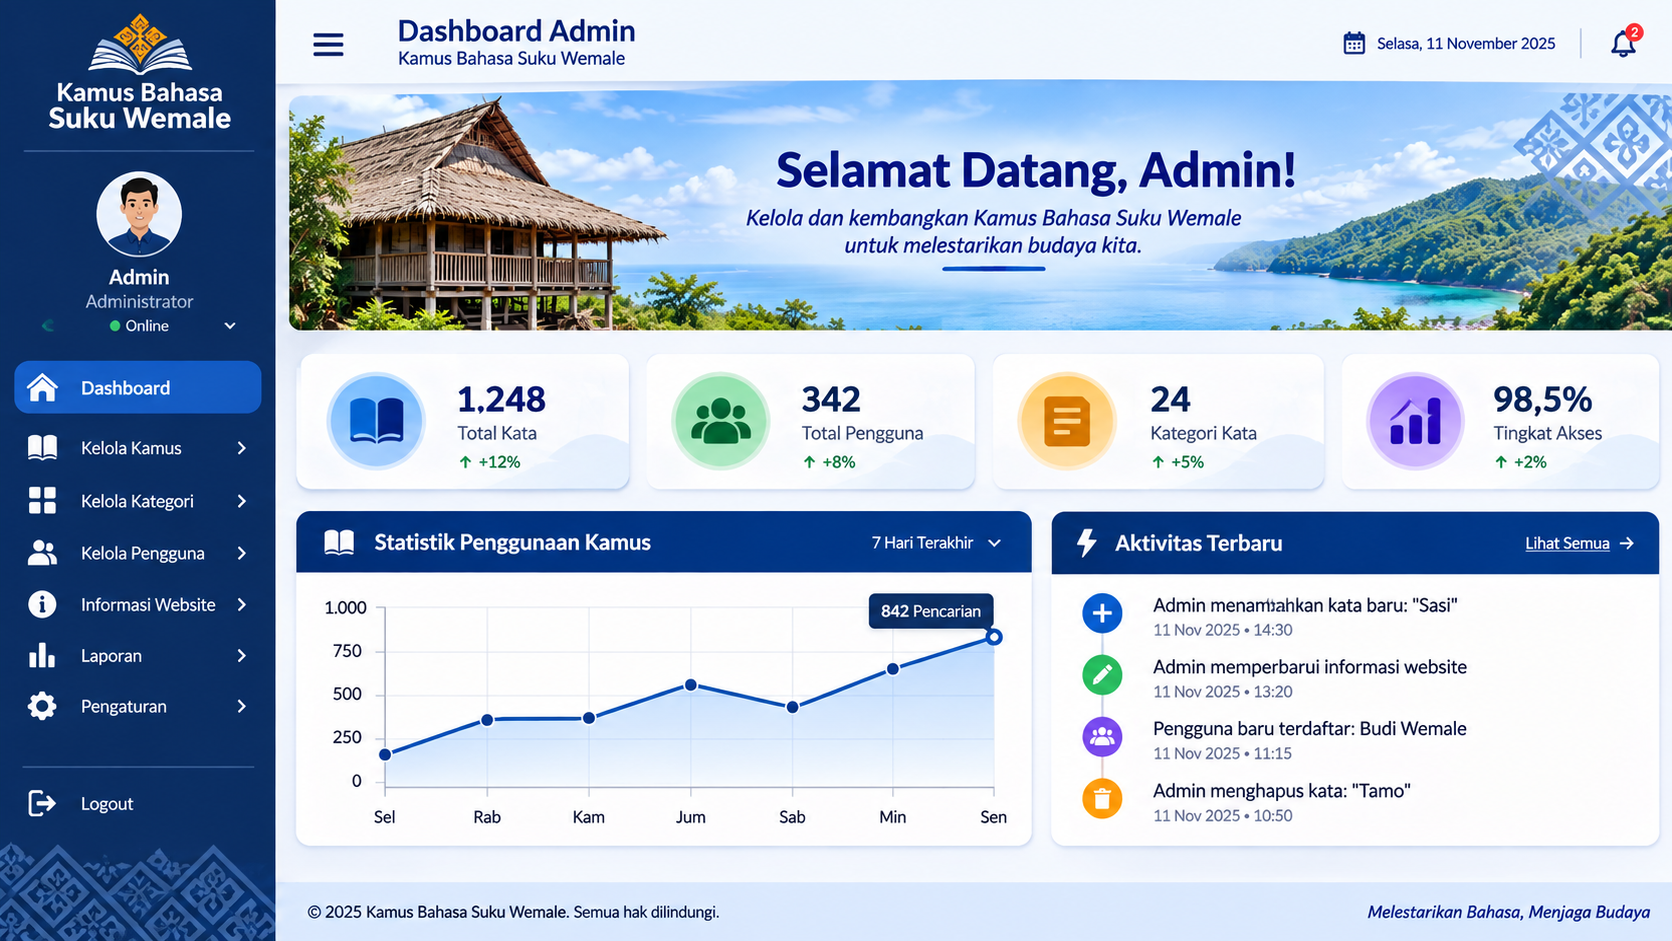 Kamus Bahasa
Suku Wemale
Admin
Administrator
Online
Dashboard
Kelola Kamus
Kelola Kategori
Kelola Pengguna
Informasi Website
Laporan
Pengaturan
Logout
Dashboard Admin
Kamus Bahasa Suku Wemale
Selasa, 11 November 2025
2
Selamat Datang, Admin!
Kelola dan kembangkan Kamus Bahasa Suku Wemale
untuk melestarikan budaya kita.
1,248
Total Kata
+12%
342
Total Pengguna
+8%
24
Kategori Kata
+5%
98,5%
Tingkat Akses
+2%
Statistik Penggunaan Kamus
7 Hari Terakhir
1.000
750
500
250
0
842 Pencarian
Sel Rab Kam Jum Sab Min Sen
Aktivitas Terbaru
Lihat Semua
Admin menambahkan kata baru: "Sasi"
11 Nov 2025 • 14:30
Admin memperbarui informasi website
11 Nov 2025 • 13:20
Pengguna baru terdaftar: Budi Wemale
11 Nov 2025 • 11:15
Admin menghapus kata: "Tamo"
11 Nov 2025 • 10:50
© 2025 Kamus Bahasa Suku Wemale. Semua hak dilindungi.
Melestarikan Bahasa, Menjaga Budaya